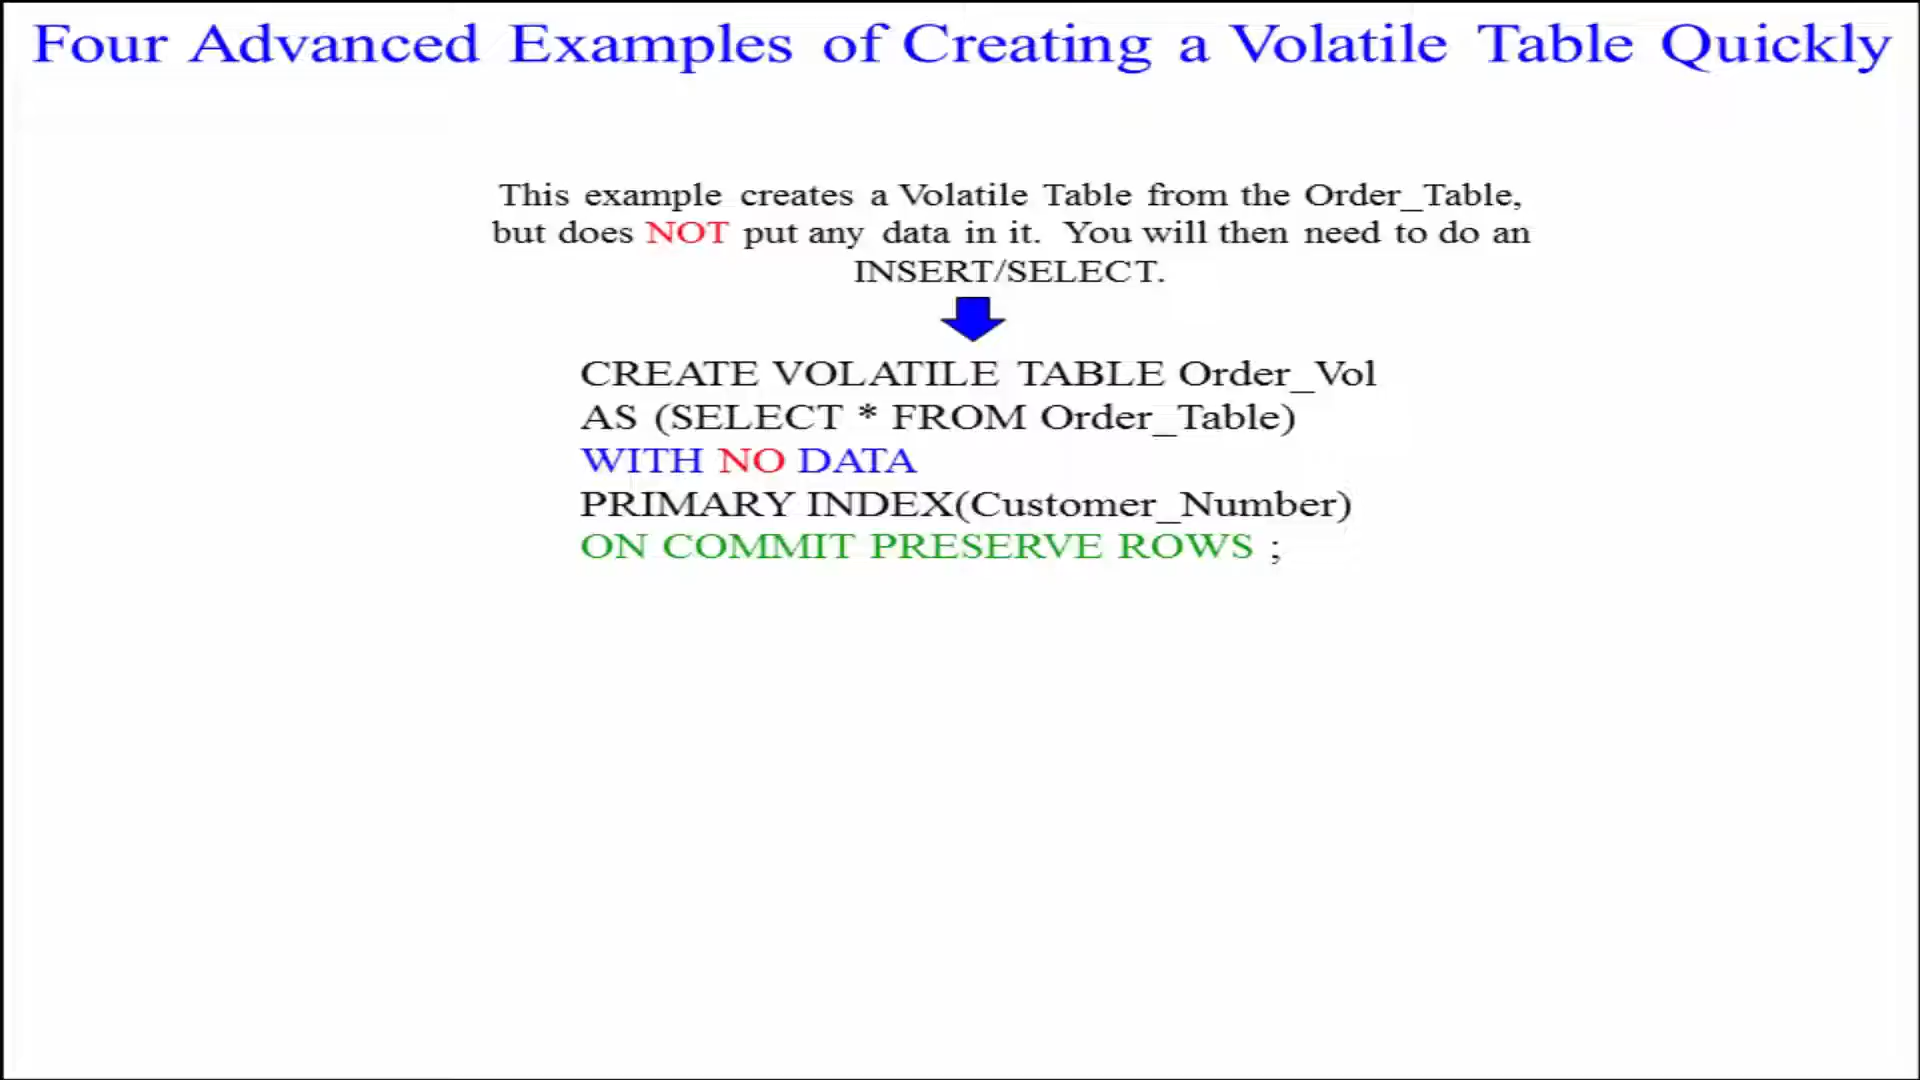 Four Advanced Examples of Creating a Volatile Table Quickly
This example creates a Volatile Table from the Order_Table,
but does NOT put any data in it. You will then need to do an
INSERT/SELECT.
CREATE VOLATILE TABLE Order_Vol
AS (SELECT * FROM Order_Table)
WITH NO DATA
PRIMARY INDEX(Customer_Number)
ON COMMIT PRESERVE ROWS ;